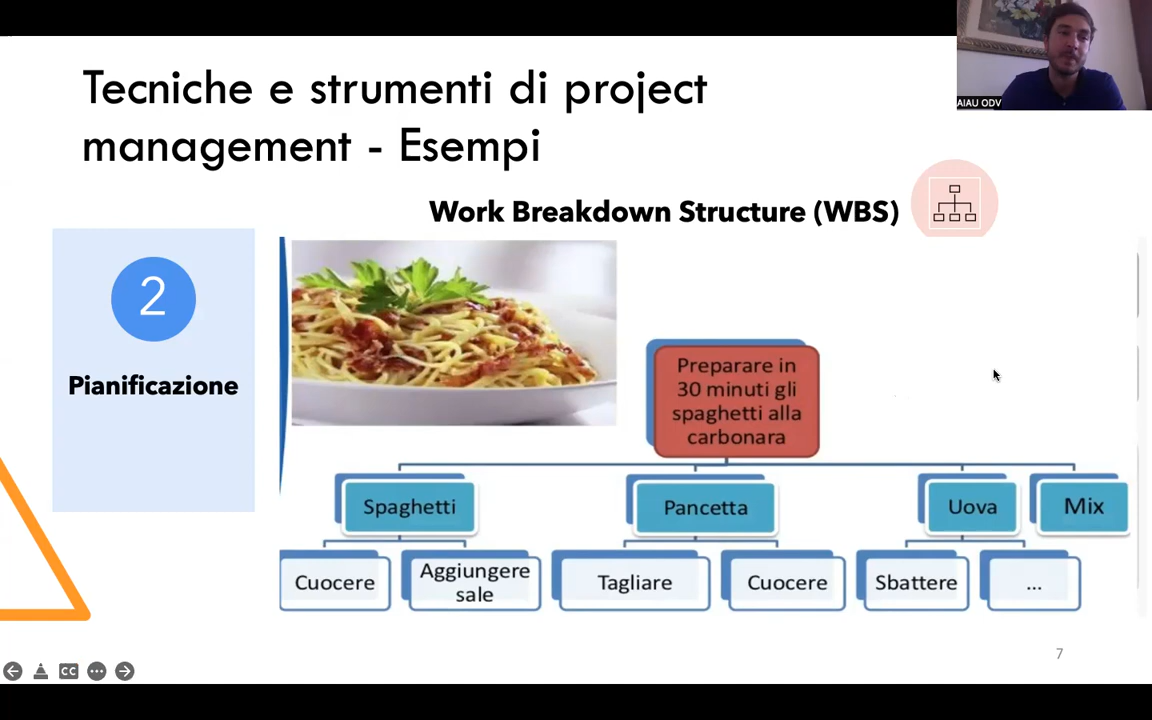 AIAU ODV
Tecniche e strumenti di project
management - Esempi
Work Breakdown Structure (WBS)
2
Pianificazione
Preparare in
30 minuti gli
spaghetti alla
carbonara
Spaghetti
Pancetta
Uova
Mix
Cuocere
Aggiungere
sale
Tagliare
Cuocere
Sbattere
...
7
CC